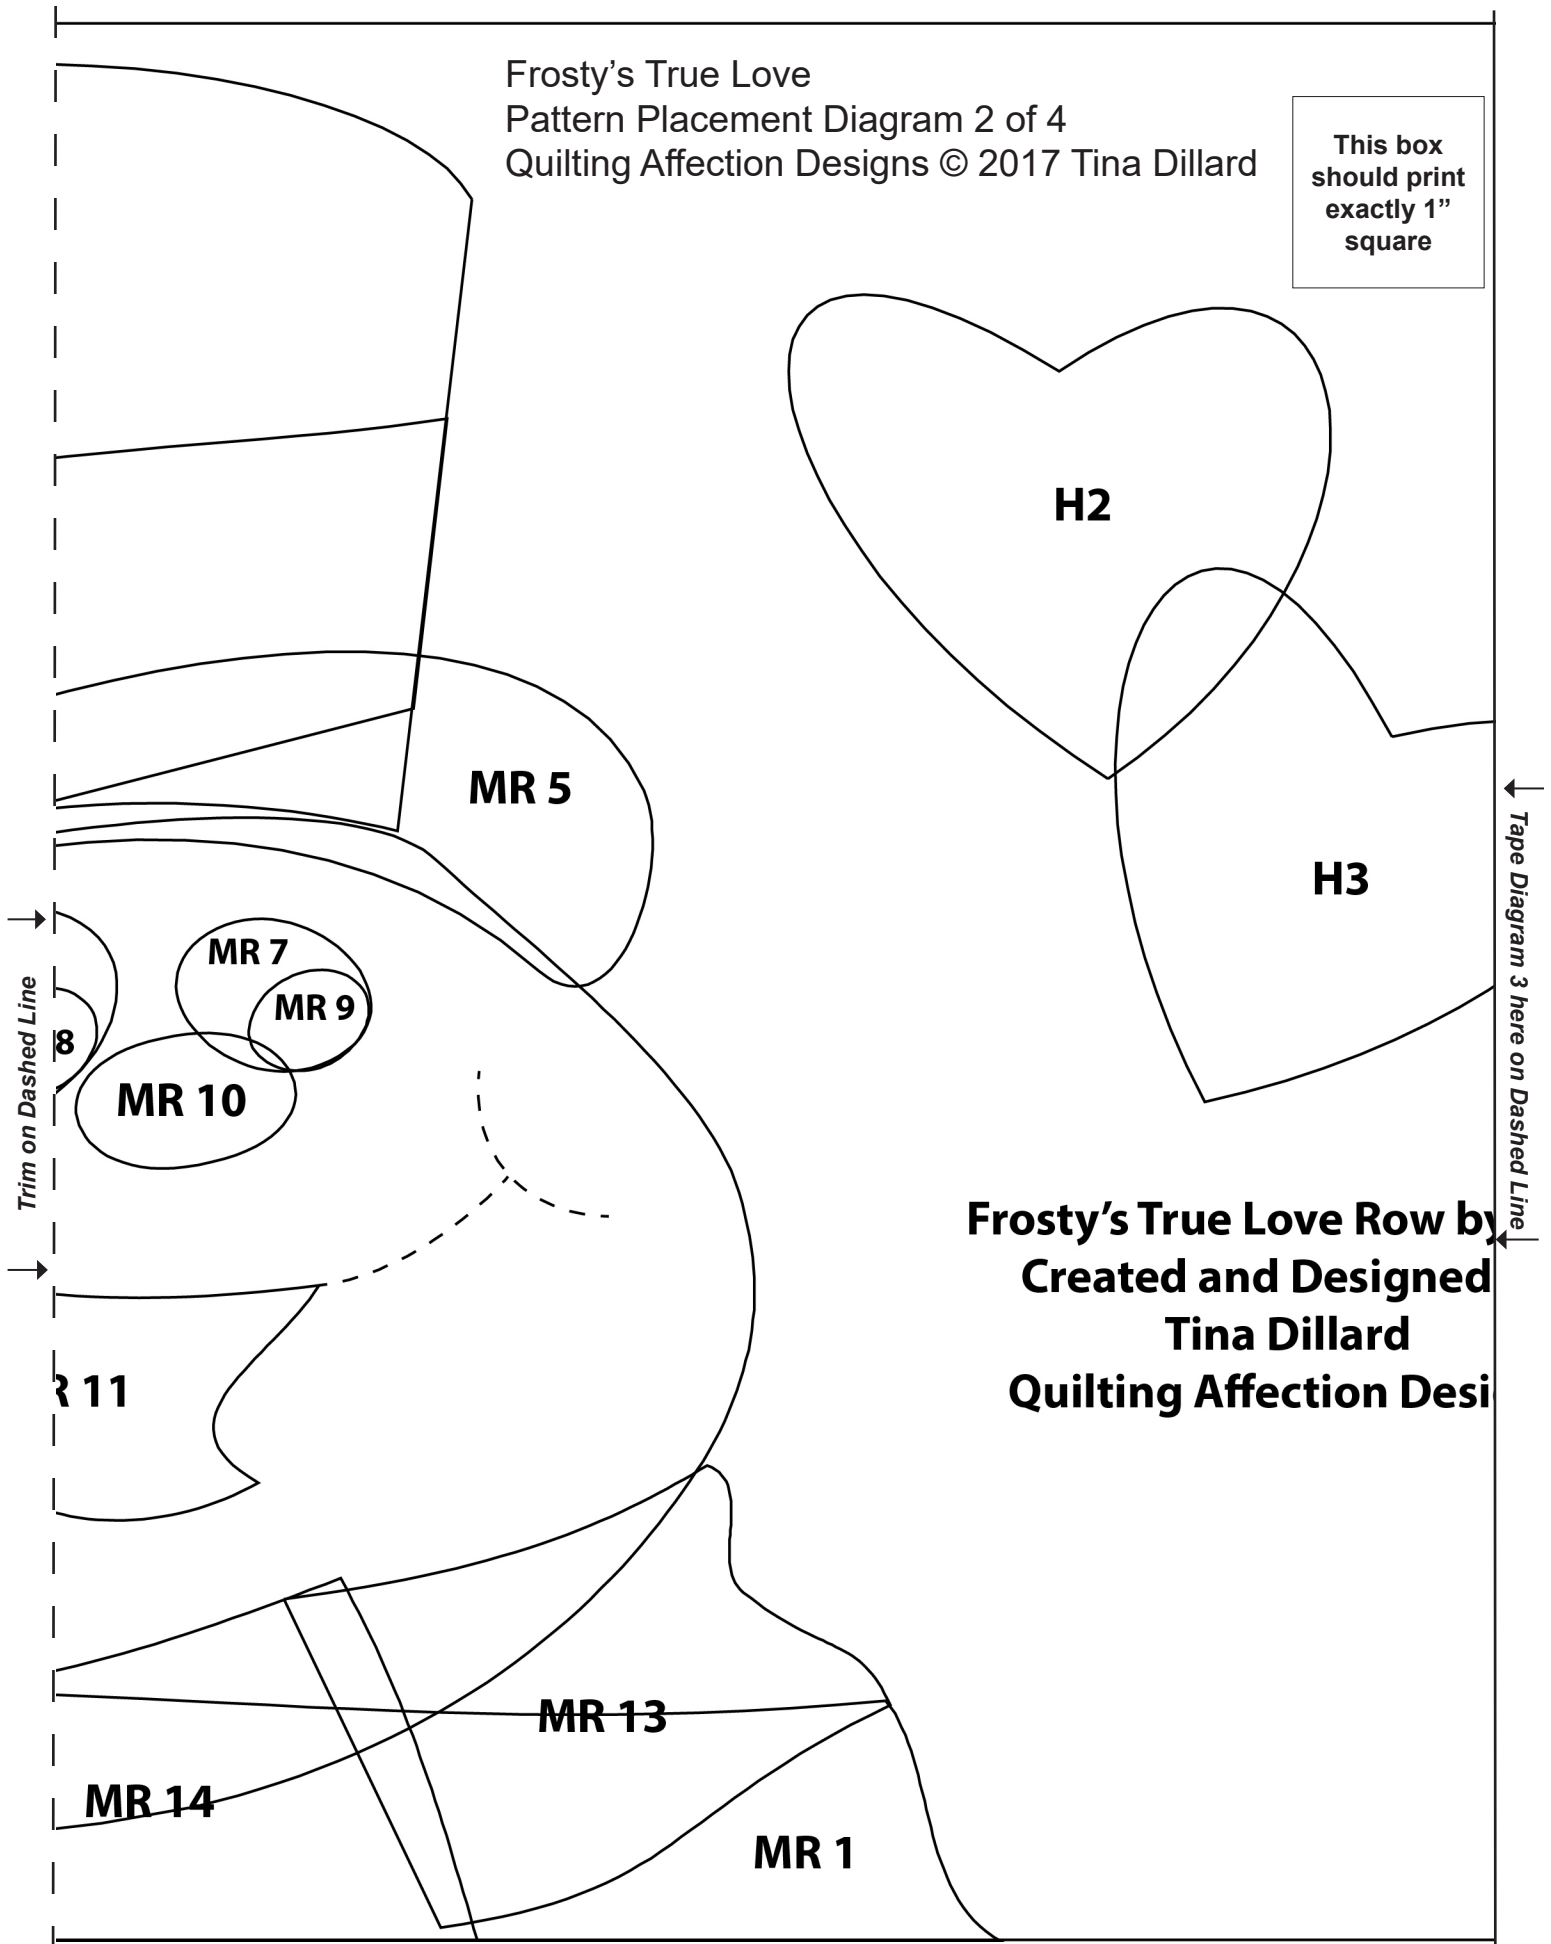 Frosty’s True Love
Pattern Placement Diagram 2 of 4
Quilting Affection Designs © 2017 Tina Dillard
This box
should print
exactly 1”
square
H2
MR 5
H3
MR 7
MR 9
8
MR 10
Trim on Dashed Line
Tape Diagram 3 here on Dashed Line
Frosty’s True Love Row by
Created and Designed
Tina Dillard
Quilting Affection Desi
R 11
MR 13
MR 14
MR 1